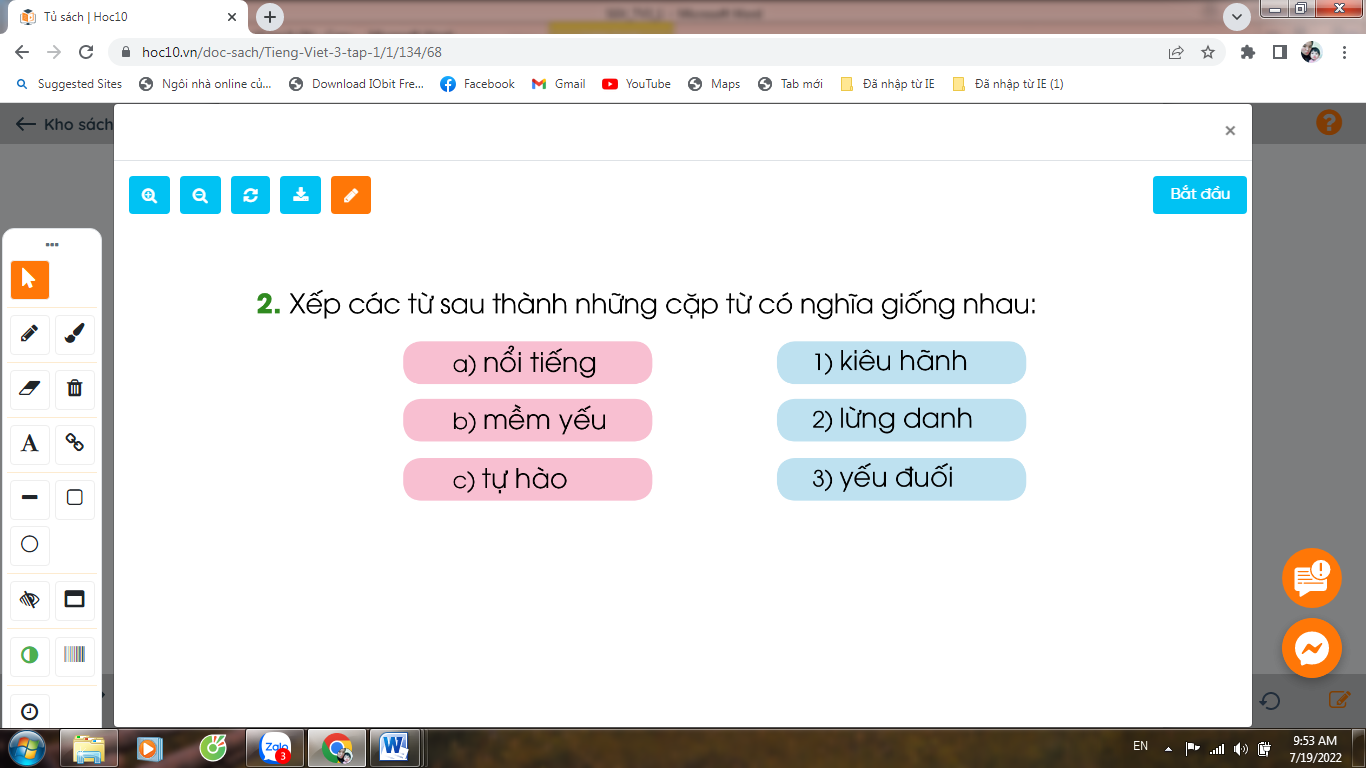 Tủ sách | Hoc10
hoc10.vn/doc-sach/Tieng-Viet-3-tap-1/1/134/68
Suggested Sites
Ngôi nhà online củ...
Download IObit Fre...
Facebook
Gmail
YouTube
Maps
Tab mới
Đã nhập từ IE
Đã nhập từ IE (1)
Kho sách
Bắt đầu
2. Xếp các từ sau thành những cặp từ có nghĩa giống nhau:
a) nổi tiếng
1) kiêu hãnh
b) mềm yếu
2) lừng danh
c) tự hào
3) yếu đuối
A
Zalo
3
EN
9:53 AM
7/19/2022